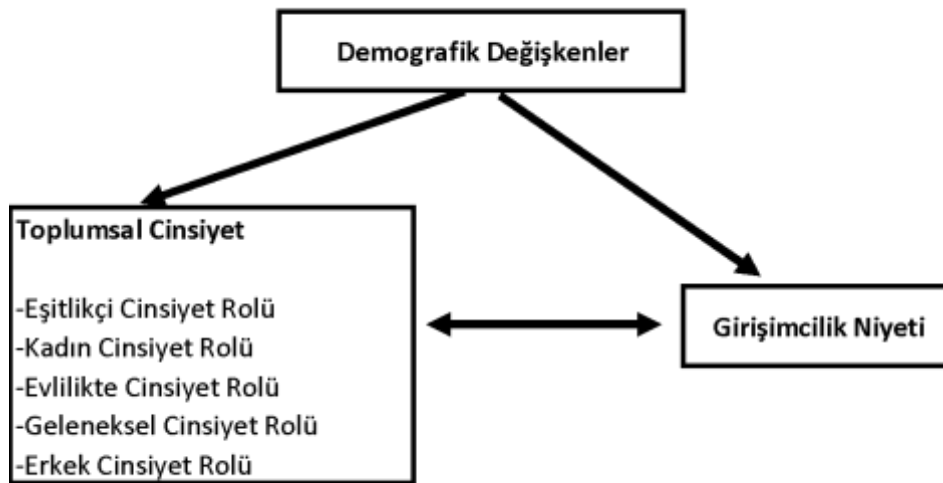 Demografik Değişkenler
Toplumsal Cinsiyet
-Eşitlikçi Cinsiyet Rolü
-Kadın Cinsiyet Rolü
-Evlilikte Cinsiyet Rolü
-Geleneksel Cinsiyet Rolü
-Erkek Cinsiyet Rolü
Girişimcilik Niyeti